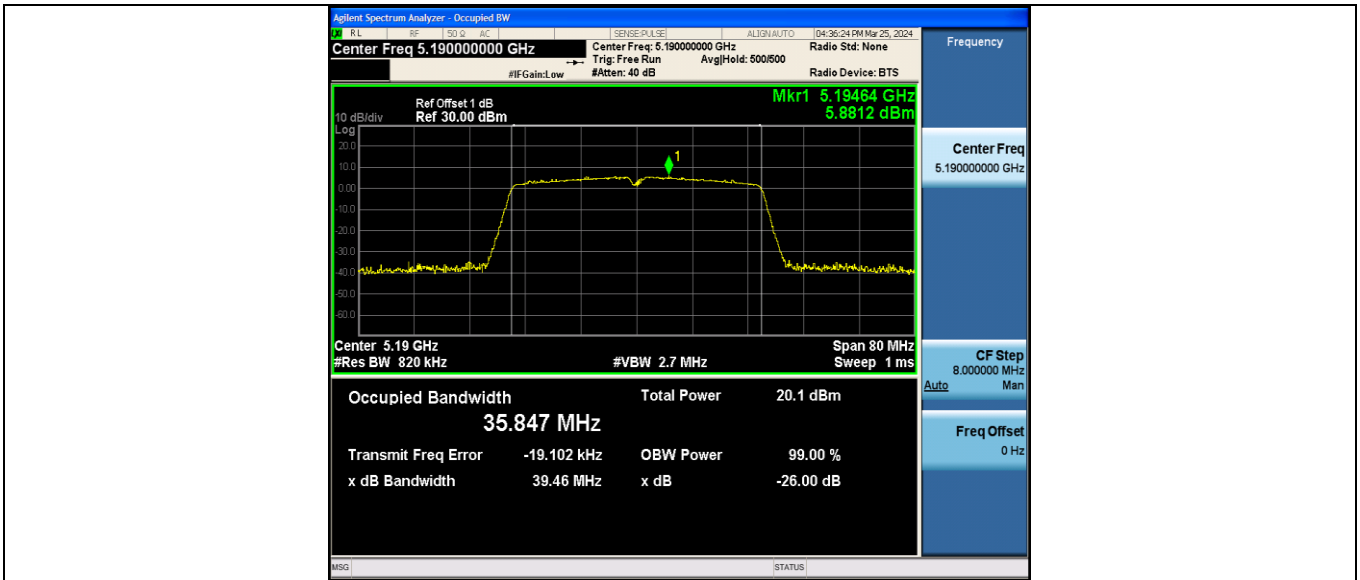 Agilent Spectrum Analyzer - Occupied BW
LXI RL RF 50 Ω AC SENSE:PULSE ALIGNAUTO 04:36:24 PM Mar 25, 2024
Center Freq 5.190000000 GHz
Center Freq: 5.190000000 GHz Radio Std: None
Trig: Free Run Avg|Hold: 500/500
#IFGain:Low #Atten: 40 dB Radio Device: BTS
Frequency
Mkr1 5.19464 GHz
5.8812 dBm
Ref Offset 1 dB
10 dB/div Ref 30.00 dBm
Log
20.0
10.0
0.00
-10.0
-20.0
-30.0
-40.0
-50.0
-60.0
1
Center 5.19 GHz Span 80 MHz
#Res BW 820 kHz #VBW 2.7 MHz Sweep 1 ms
Occupied Bandwidth Total Power 20.1 dBm
35.847 MHz
Transmit Freq Error -19.102 kHz OBW Power 99.00 %
x dB Bandwidth 39.46 MHz x dB -26.00 dB
Center Freq
5.190000000 GHz
CF Step
8.000000 MHz
Auto Man
Freq Offset
0 Hz
MSG STATUS